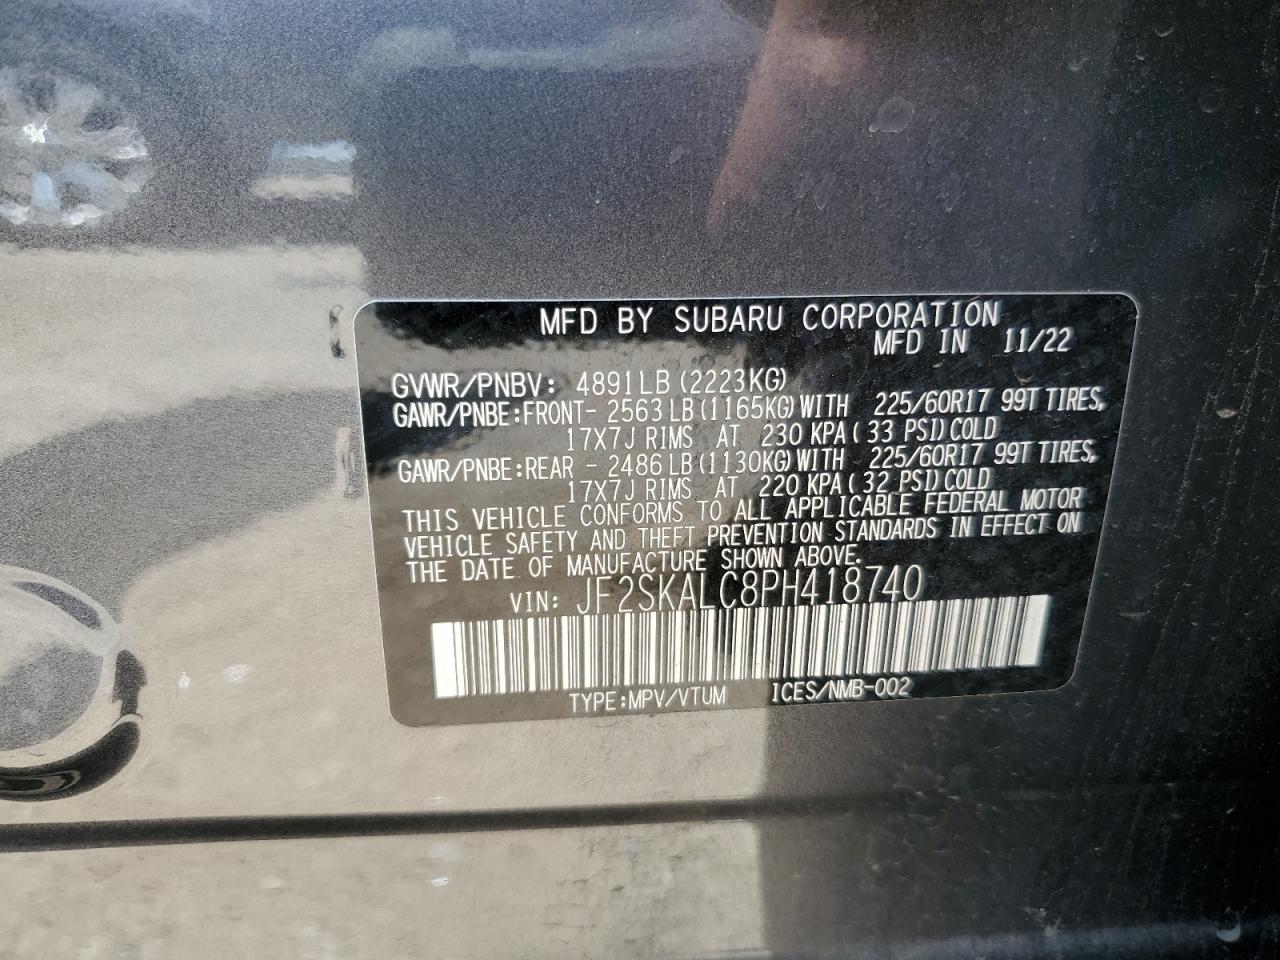 MFD BY SUBARU CORPORATION
MFD IN 11/22
GVWR/PNBV: 4891LB (2223KG)
GAWR/PNBE:FRONT- 2563 LB (1165KG) WITH 225/60R17 99T TIRES,
17X7J RIMS AT 230 KPA ( 33 PSI) COLD
GAWR/PNBE:REAR - 2486 LB (1130KG) WITH 225/60R17 99T TIRES,
17X7J RIMS AT 220 KPA ( 32 PSI) COLD
THIS VEHICLE CONFORMS TO ALL APPLICABLE FEDERAL MOTOR
VEHICLE SAFETY AND THEFT PREVENTION STANDARDS IN EFFECT ON
THE DATE OF MANUFACTURE SHOWN ABOVE.
VIN: JF2SKALC8PH418740
TYPE:MPV/VTUM ICES/NMB-002